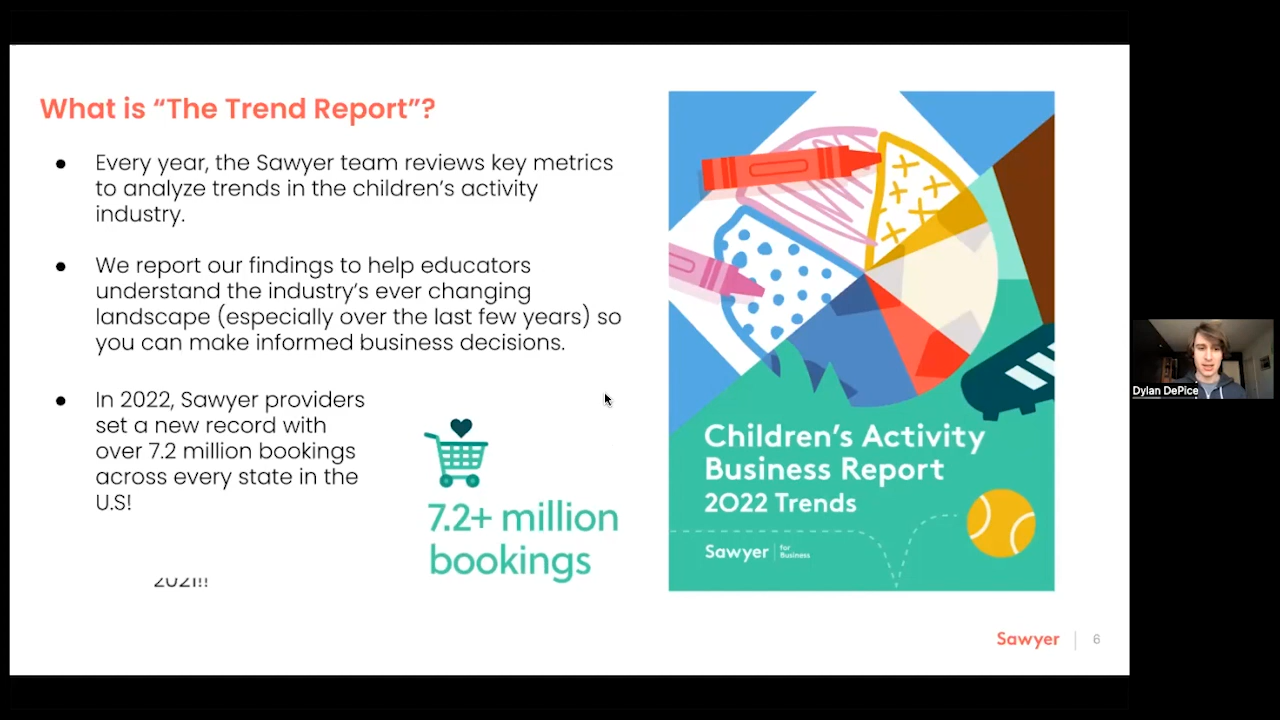 What is “The Trend Report”?
● Every year, the Sawyer team reviews key metrics
to analyze trends in the children’s activity
industry.
● We report our findings to help educators
understand the industry’s ever changing
landscape (especially over the last few years) so
you can make informed business decisions.
● In 2022, Sawyer providers
set a new record with
over 7.2 million bookings
across every state in the
U.S!
7.2+ million
bookings
2021!!
Children’s Activity
Business Report
2022 Trends
Sawyer | for
Business
Sawyer | 6
Dylan DePice